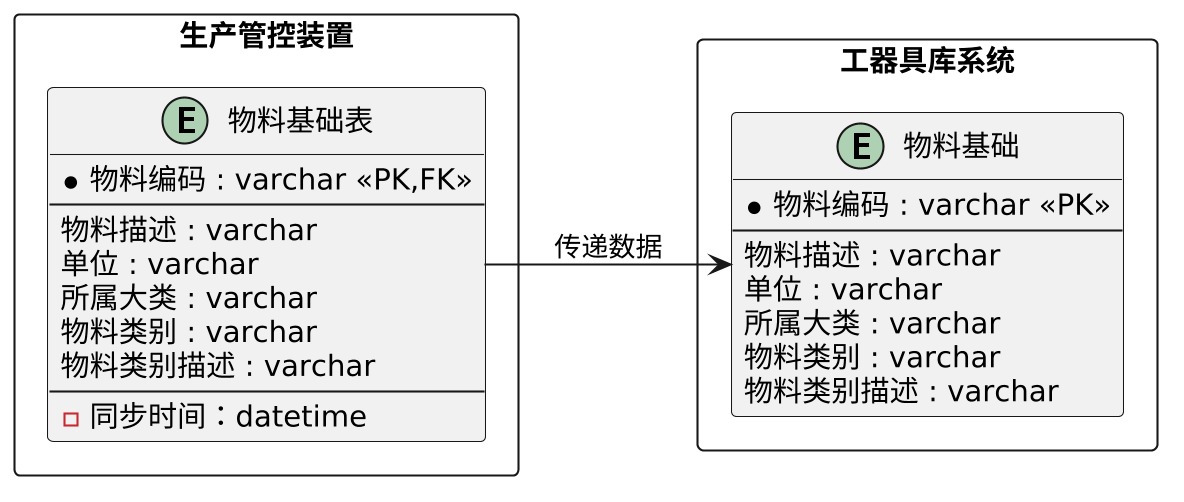 生产管控装置
E 物料基础表
物料编码 : varchar «PK,FK»
物料描述 : varchar
单位 : varchar
所属大类 : varchar
物料类别 : varchar
物料类别描述 : varchar
同步时间：datetime
传递数据
工器具库系统
E 物料基础
物料编码 : varchar «PK»
物料描述 : varchar
单位 : varchar
所属大类 : varchar
物料类别 : varchar
物料类别描述 : varchar